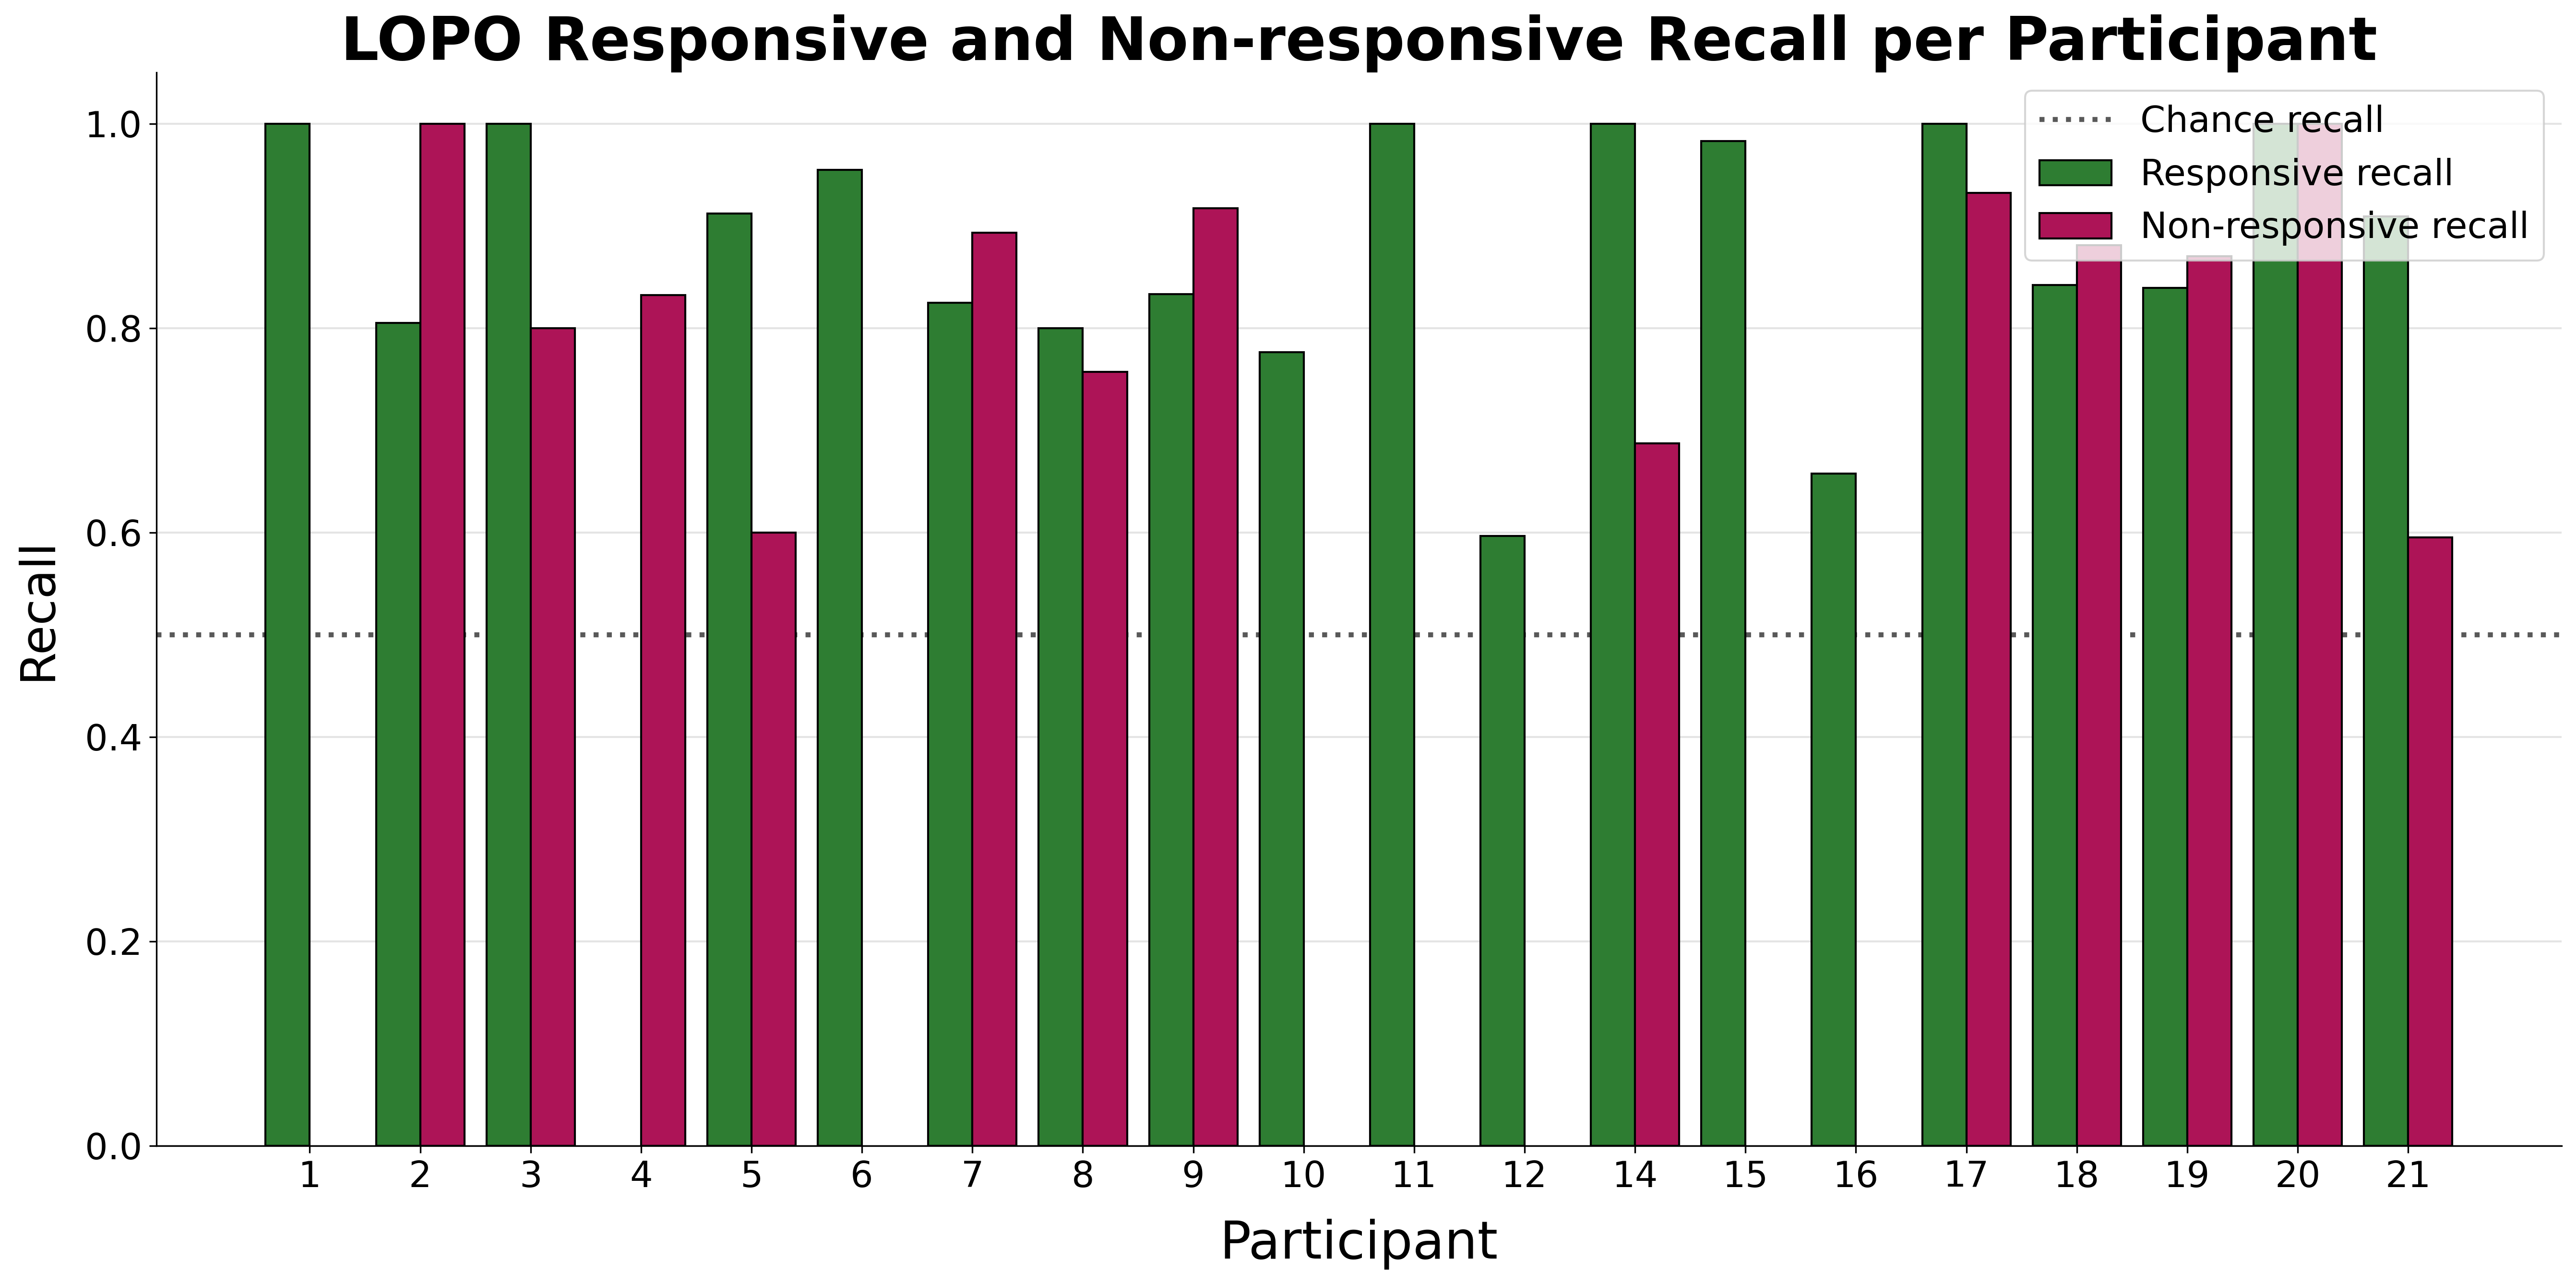 LOPO Responsive and Non-responsive Recall per Participant
Chance recall
Responsive recall
Non-responsive recall
Recall
1.0
0.8
0.6
0.4
0.2
0.0
1 2 3 4 5 6 7 8 9 10 11 12 14 15 16 17 18 19 20 21
Participant